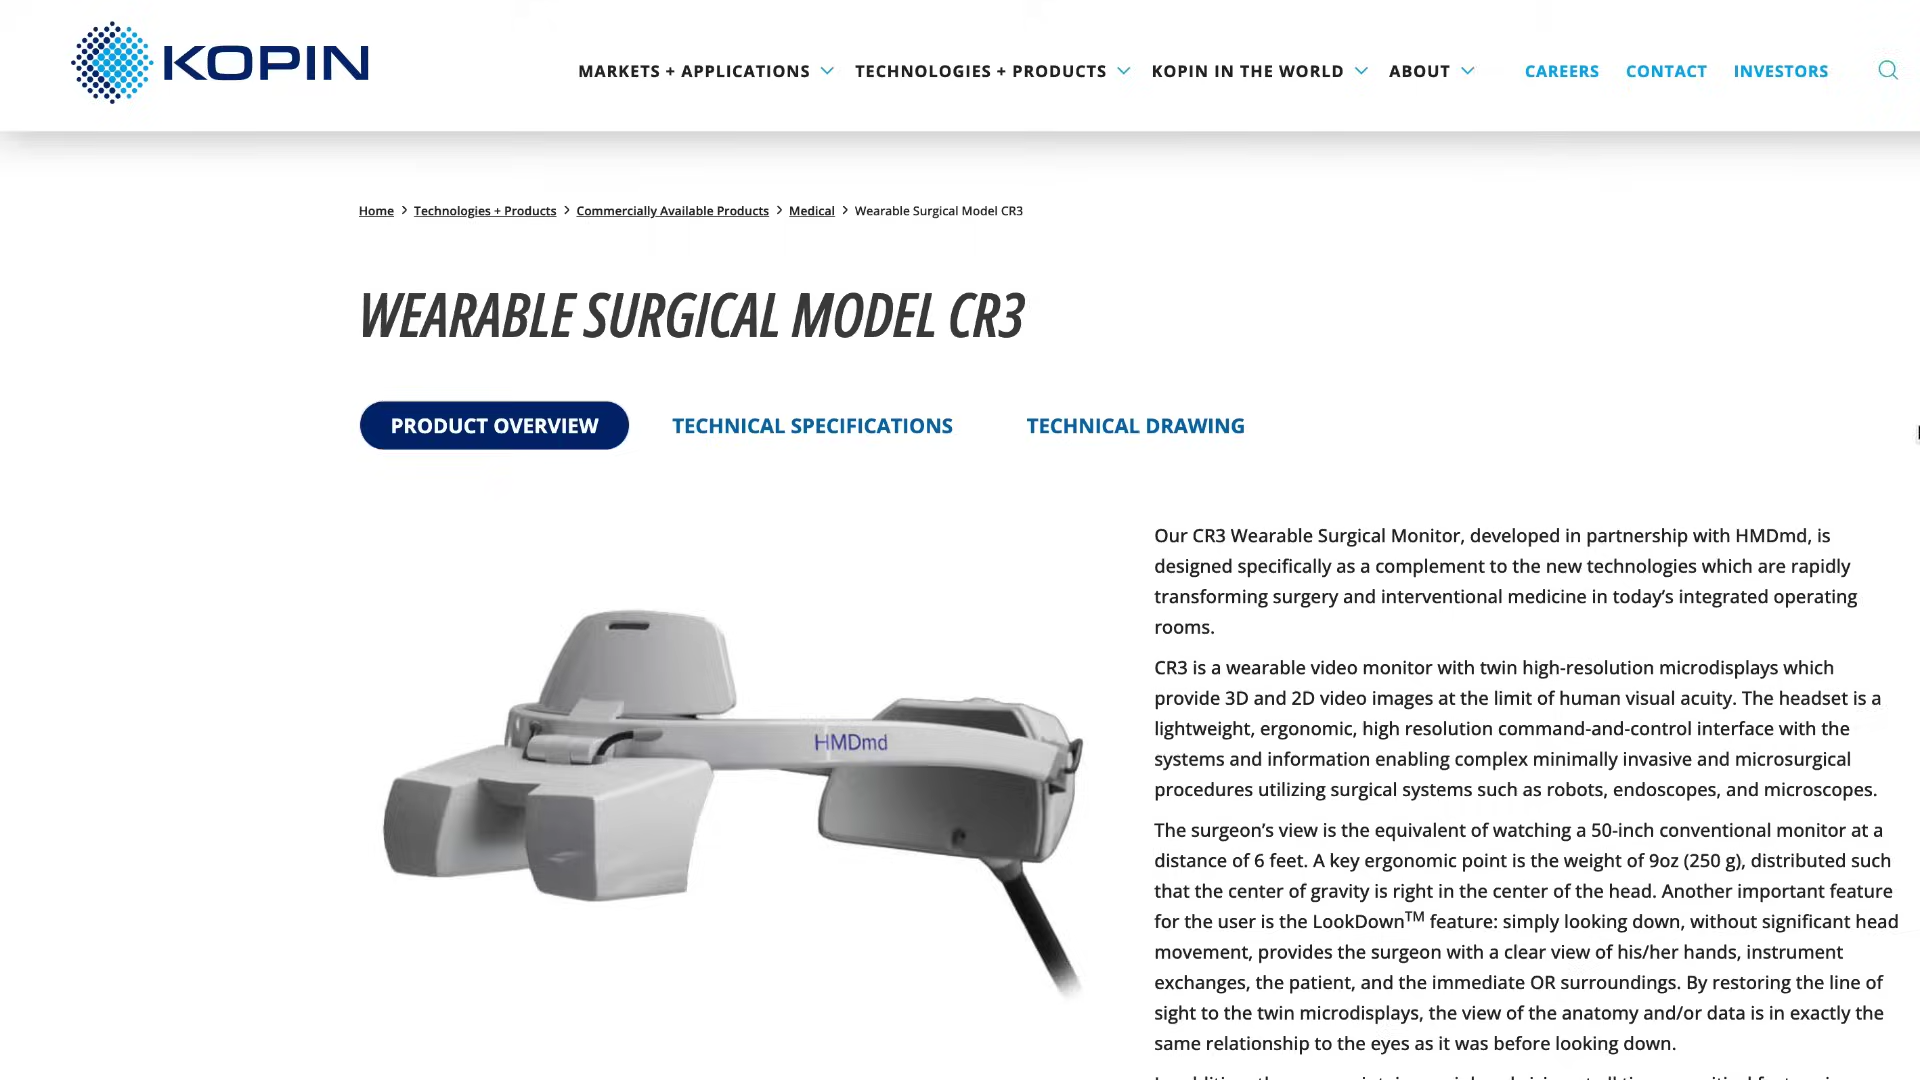 KOPIN
MARKETS + APPLICATIONS TECHNOLOGIES + PRODUCTS KOPIN IN THE WORLD ABOUT CAREERS CONTACT INVESTORS
Home > Technologies + Products > Commercially Available Products > Medical > Wearable Surgical Model CR3
WEARABLE SURGICAL MODEL CR3
PRODUCT OVERVIEW TECHNICAL SPECIFICATIONS TECHNICAL DRAWING
HMDmd
Our CR3 Wearable Surgical Monitor, developed in partnership with HMDmd, is
designed specifically as a complement to the new technologies which are rapidly
transforming surgery and interventional medicine in today’s integrated operating
rooms.
CR3 is a wearable video monitor with twin high-resolution microdisplays which
provide 3D and 2D video images at the limit of human visual acuity. The headset is a
lightweight, ergonomic, high resolution command-and-control interface with the
systems and information enabling complex minimally invasive and microsurgical
procedures utilizing surgical systems such as robots, endoscopes, and microscopes.
The surgeon’s view is the equivalent of watching a 50-inch conventional monitor at a
distance of 6 feet. A key ergonomic point is the weight of 9oz (250 g), distributed such
that the center of gravity is right in the center of the head. Another important feature
for the user is the LookDown™ feature: simply looking down, without significant head
movement, provides the surgeon with a clear view of his/her hands, instrument
exchanges, the patient, and the immediate OR surroundings. By restoring the line of
sight to the twin microdisplays, the view of the anatomy and/or data is in exactly the
same relationship to the eyes as it was before looking down.